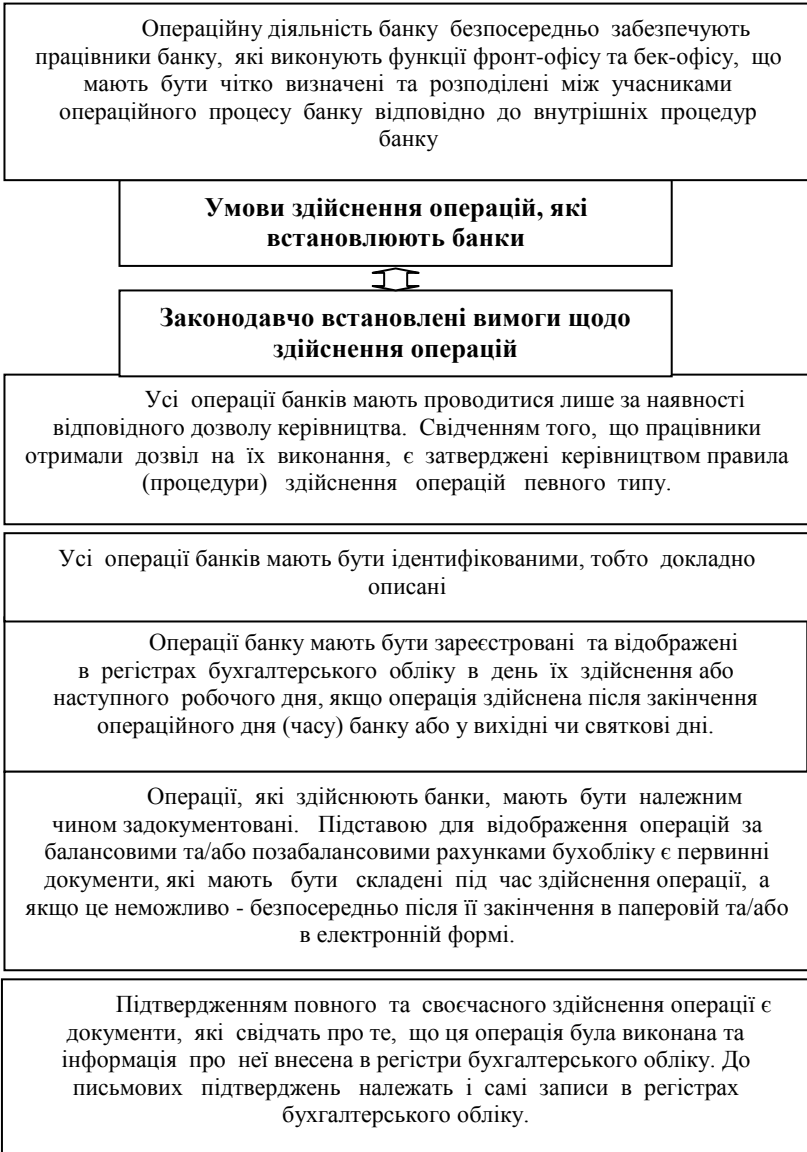 Операційну діяльність банку безпосередньо забезпечують
працівники банку, які виконують функції фронт-офісу та бек-офісу, що
мають бути чітко визначені та розподілені між учасниками
операційного процесу банку відповідно до внутрішніх процедур
банку
Умови здійснення операцій, які
встановлюють банки
Законодавчо встановлені вимоги щодо
здійснення операцій
Усі операції банків мають проводитися лише за наявності
відповідного дозволу керівництва. Свідченням того, що працівники
отримали дозвіл на їх виконання, є затверджені керівництвом правила
(процедури) здійснення операцій певного типу.
Усі операції банків мають бути ідентифікованими, тобто докладно
описані
Операції банку мають бути зареєстровані та відображені
в регістрах бухгалтерського обліку в день їх здійснення або
наступного робочого дня, якщо операція здійснена після закінчення
операційного дня (часу) банку або у вихідні чи святкові дні.
Операції, які здійснюють банки, мають бути належним
чином задокументовані. Підставою для відображення операцій за
балансовими та/або позабалансовими рахунками бухобліку є первинні
документи, які мають бути складені під час здійснення операції, а
якщо це неможливо - безпосередньо після її закінчення в паперовій та/або
в електронній формі.
Підтвердженням повного та своєчасного здійснення операції є
документи, які свідчать про те, що ця операція була виконана та
інформація про неї внесена в регістри бухгалтерського обліку. До
письмових підтверджень належать і самі записи в регістрах
бухгалтерського обліку.